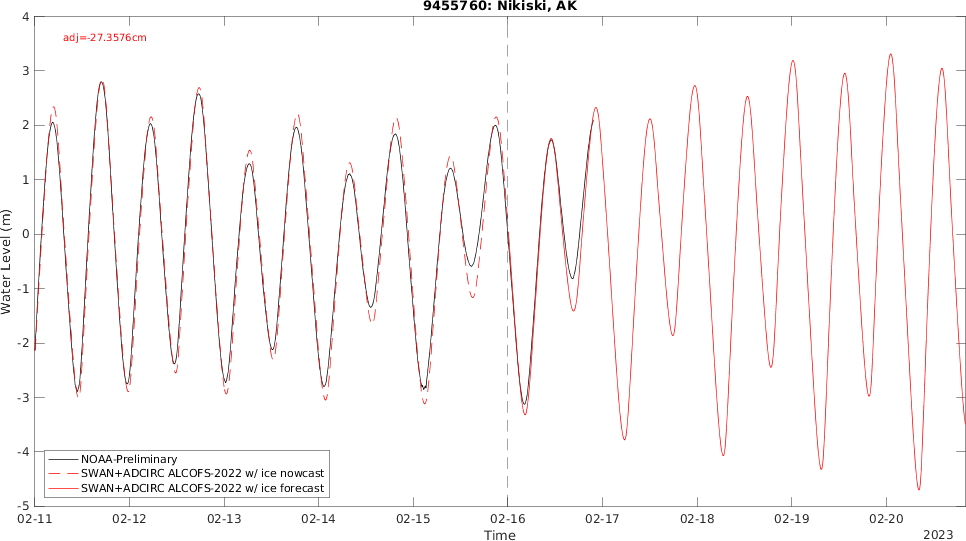 9455760: Nikiski, AK
adj=-27.3576cm
4
3
2
1
0
-1
-2
-3
-4
-5
Water Level (m)
NOAA-Preliminary
SWAN+ADCIRC ALCOFS-2022 w/ ice nowcast
SWAN+ADCIRC ALCOFS-2022 w/ ice forecast
02-11 02-12 02-13 02-14 02-15 02-16 02-17 02-18 02-19 02-20
Time
2023